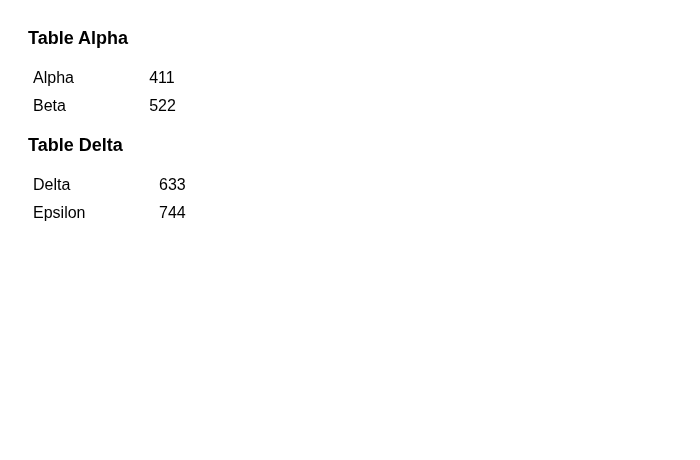 Table Alpha
Alpha 411
Beta 522
Table Delta
Delta 633
Epsilon 744